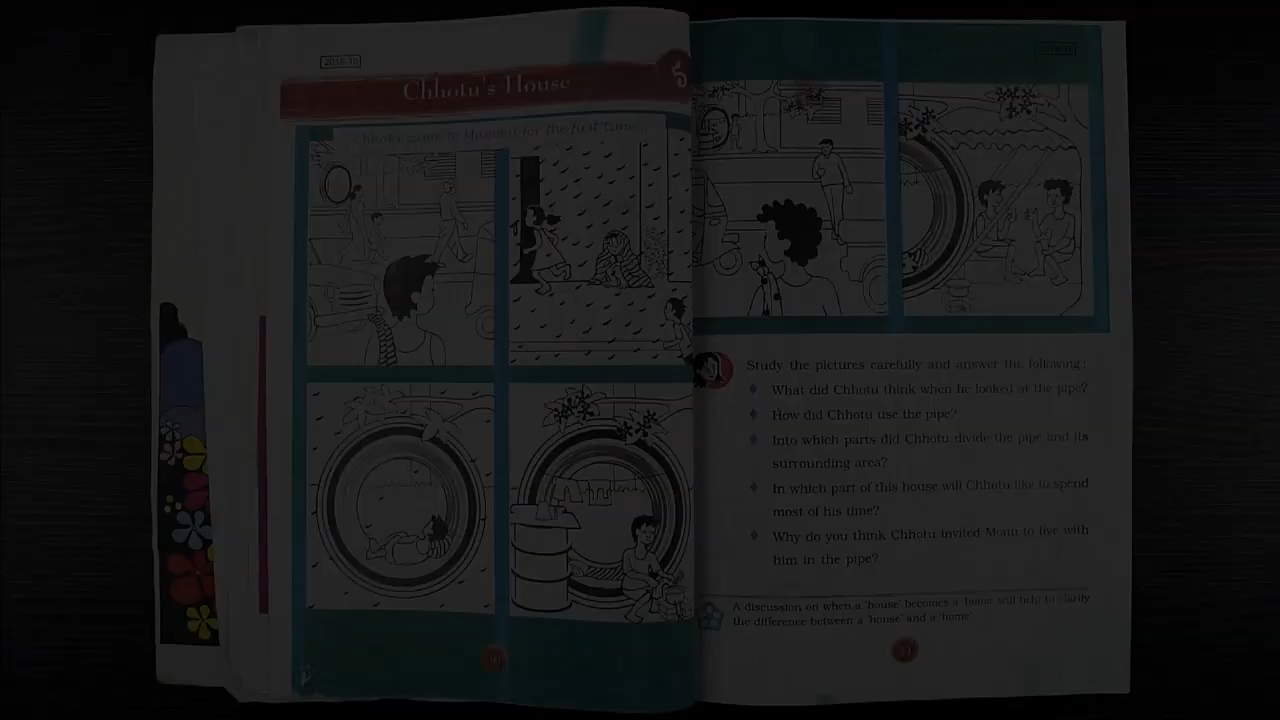 2015-16
Chhotu's House
5
Chhotu came to Mumbai for the first time.
Study the pictures carefully and answer the following:
What did Chhotu think when he looked at the pipe?
How did Chhotu use the pipe?
Into which parts did Chhotu divide the pipe and its
surrounding area?
In which part of this house will Chhotu like to spend
most of his time?
Why do you think Chhotu invited Monu to live with
him in the pipe?
A discussion on when a 'house' becomes a 'home' will help to clarify
the difference between a 'house' and a 'home'